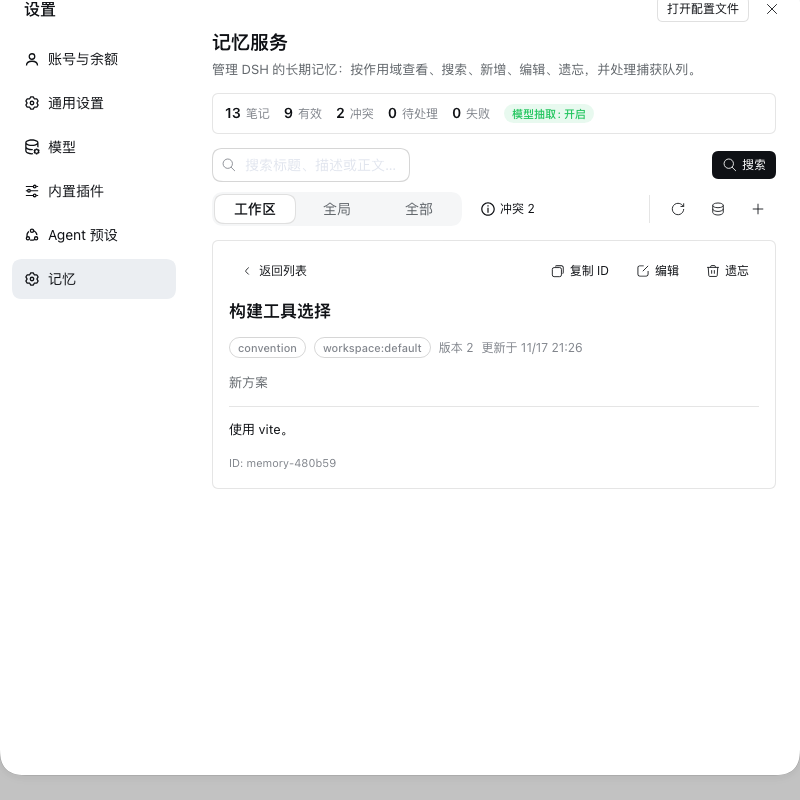 设置
打开配置文件
账号与余额
通用设置
模型
内置插件
Agent 预设
记忆
记忆服务
管理 DSH 的长期记忆：按作用域查看、搜索、新增、编辑、遗忘，并处理捕获队列。
13 笔记 9 有效 2 冲突 0 待处理 0 失败 模型抽取: 开启
搜索标题、描述或正文...
搜索
工作区 全局 全部 冲突 2
返回列表 复制 ID 编辑 遗忘
构建工具选择
convention workspace:default 版本 2 更新于 11/17 21:26
新方案
使用 vite。
ID: memory-480b59